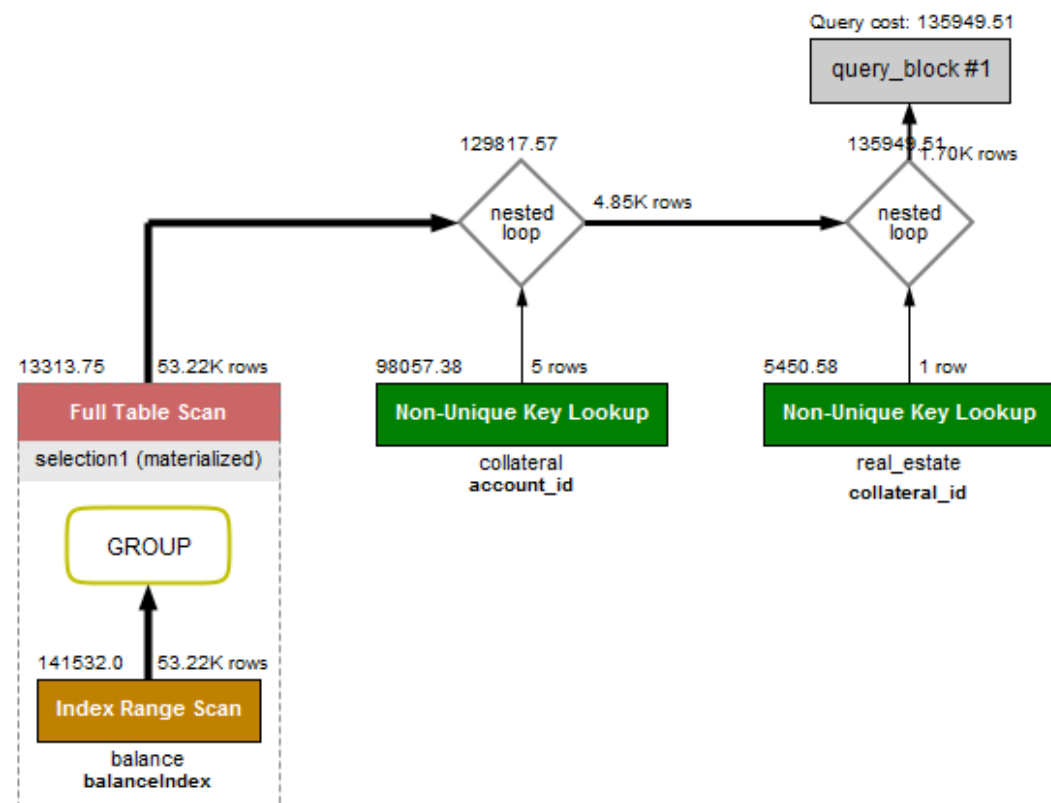 Query cost: 135949.51
query_block #1
129817.57
135949.51
1.70K rows
nested
loop
4.85K rows
nested
loop
13313.75
53.22K rows
98057.38
5 rows
5450.58
1 row
Full Table Scan
Non-Unique Key Lookup
Non-Unique Key Lookup
selection1 (materialized)
collateral
account_id
real_estate
collateral_id
GROUP
141532.0
53.22K rows
Index Range Scan
balance
balanceIndex